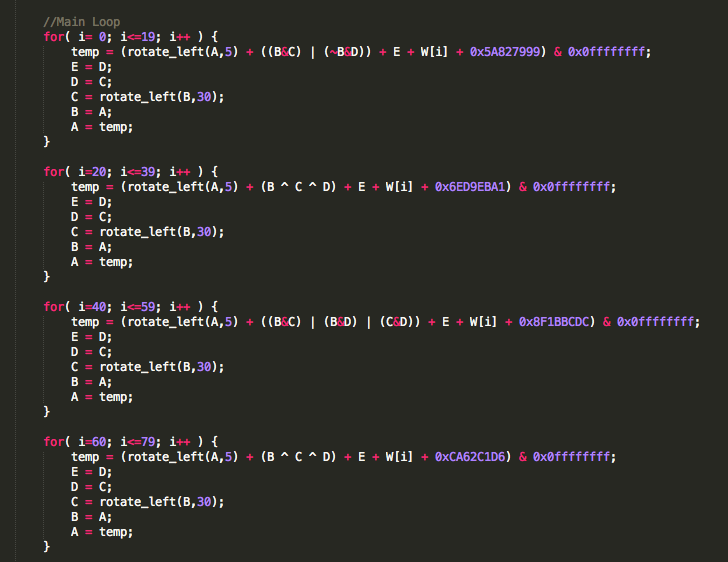 //Main Loop
for( i= 0; i<=19; i++ ) {
temp = (rotate_left(A,5) + ((B&C) | (~B&D)) + E + W[i] + 0x5A827999) & 0x0ffffffff;
E = D;
D = C;
C = rotate_left(B,30);
B = A;
A = temp;
}
for( i=20; i<=39; i++ ) {
temp = (rotate_left(A,5) + (B ^ C ^ D) + E + W[i] + 0x6ED9EBA1) & 0x0ffffffff;
E = D;
D = C;
C = rotate_left(B,30);
B = A;
A = temp;
}
for( i=40; i<=59; i++ ) {
temp = (rotate_left(A,5) + ((B&C) | (B&D) | (C&D)) + E + W[i] + 0x8F1BBCDC) & 0x0ffffffff;
E = D;
D = C;
C = rotate_left(B,30);
B = A;
A = temp;
}
for( i=60; i<=79; i++ ) {
temp = (rotate_left(A,5) + (B ^ C ^ D) + E + W[i] + 0xCA62C1D6) & 0x0ffffffff;
E = D;
D = C;
C = rotate_left(B,30);
B = A;
A = temp;
}